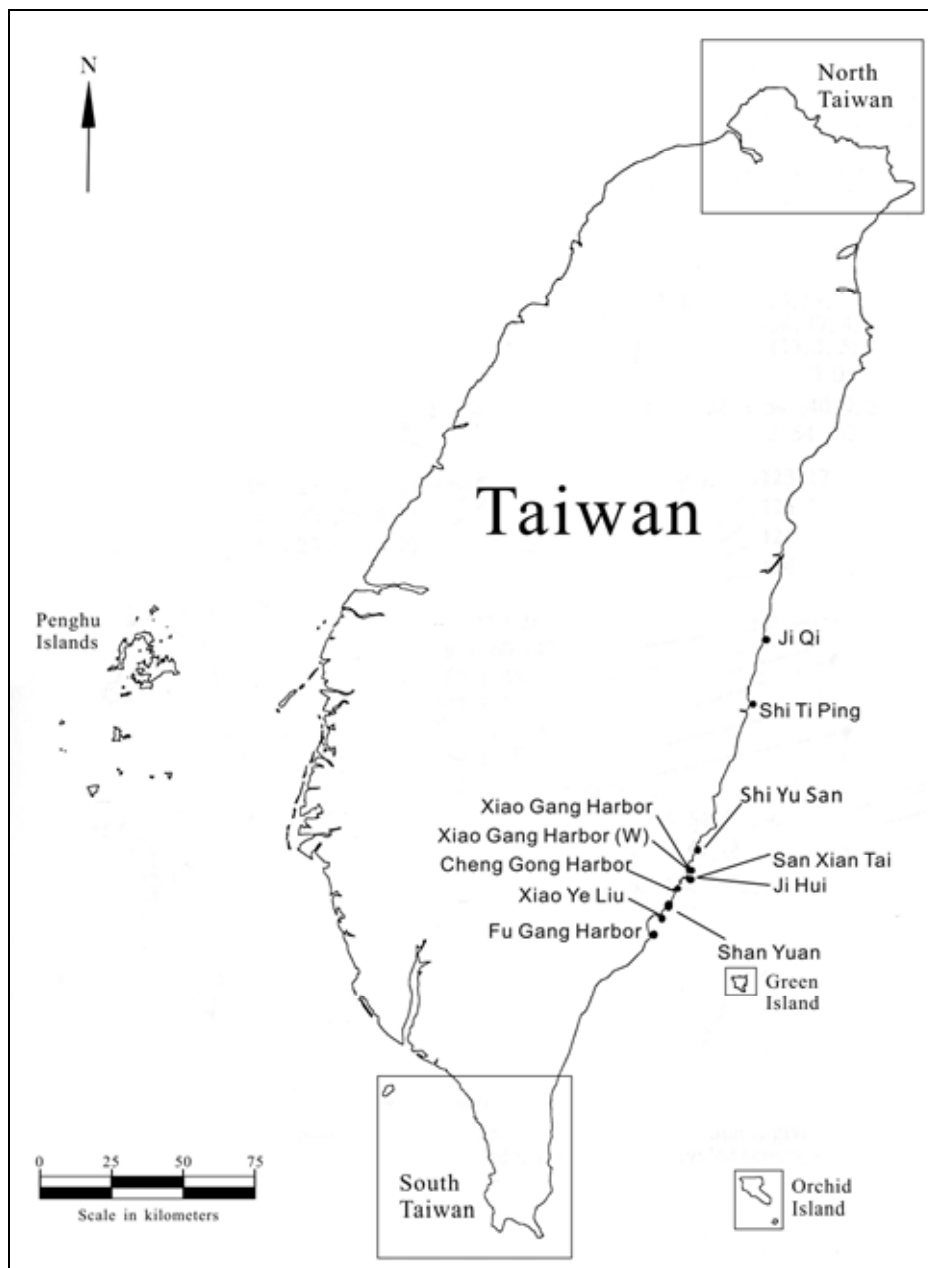 N
North
Taiwan
Taiwan
Penghu
Islands
Ji Qi
Shi Ti Ping
Shi Yu San
Xiao Gang Harbor
Xiao Gang Harbor (W)
San Xian Tai
Cheng Gong Harbor
Ji Hui
Xiao Ye Liu
Fu Gang Harbor
Shan Yuan
Green
Island
0 25 50 75
Scale in kilometers
South
Taiwan
Orchid
Island